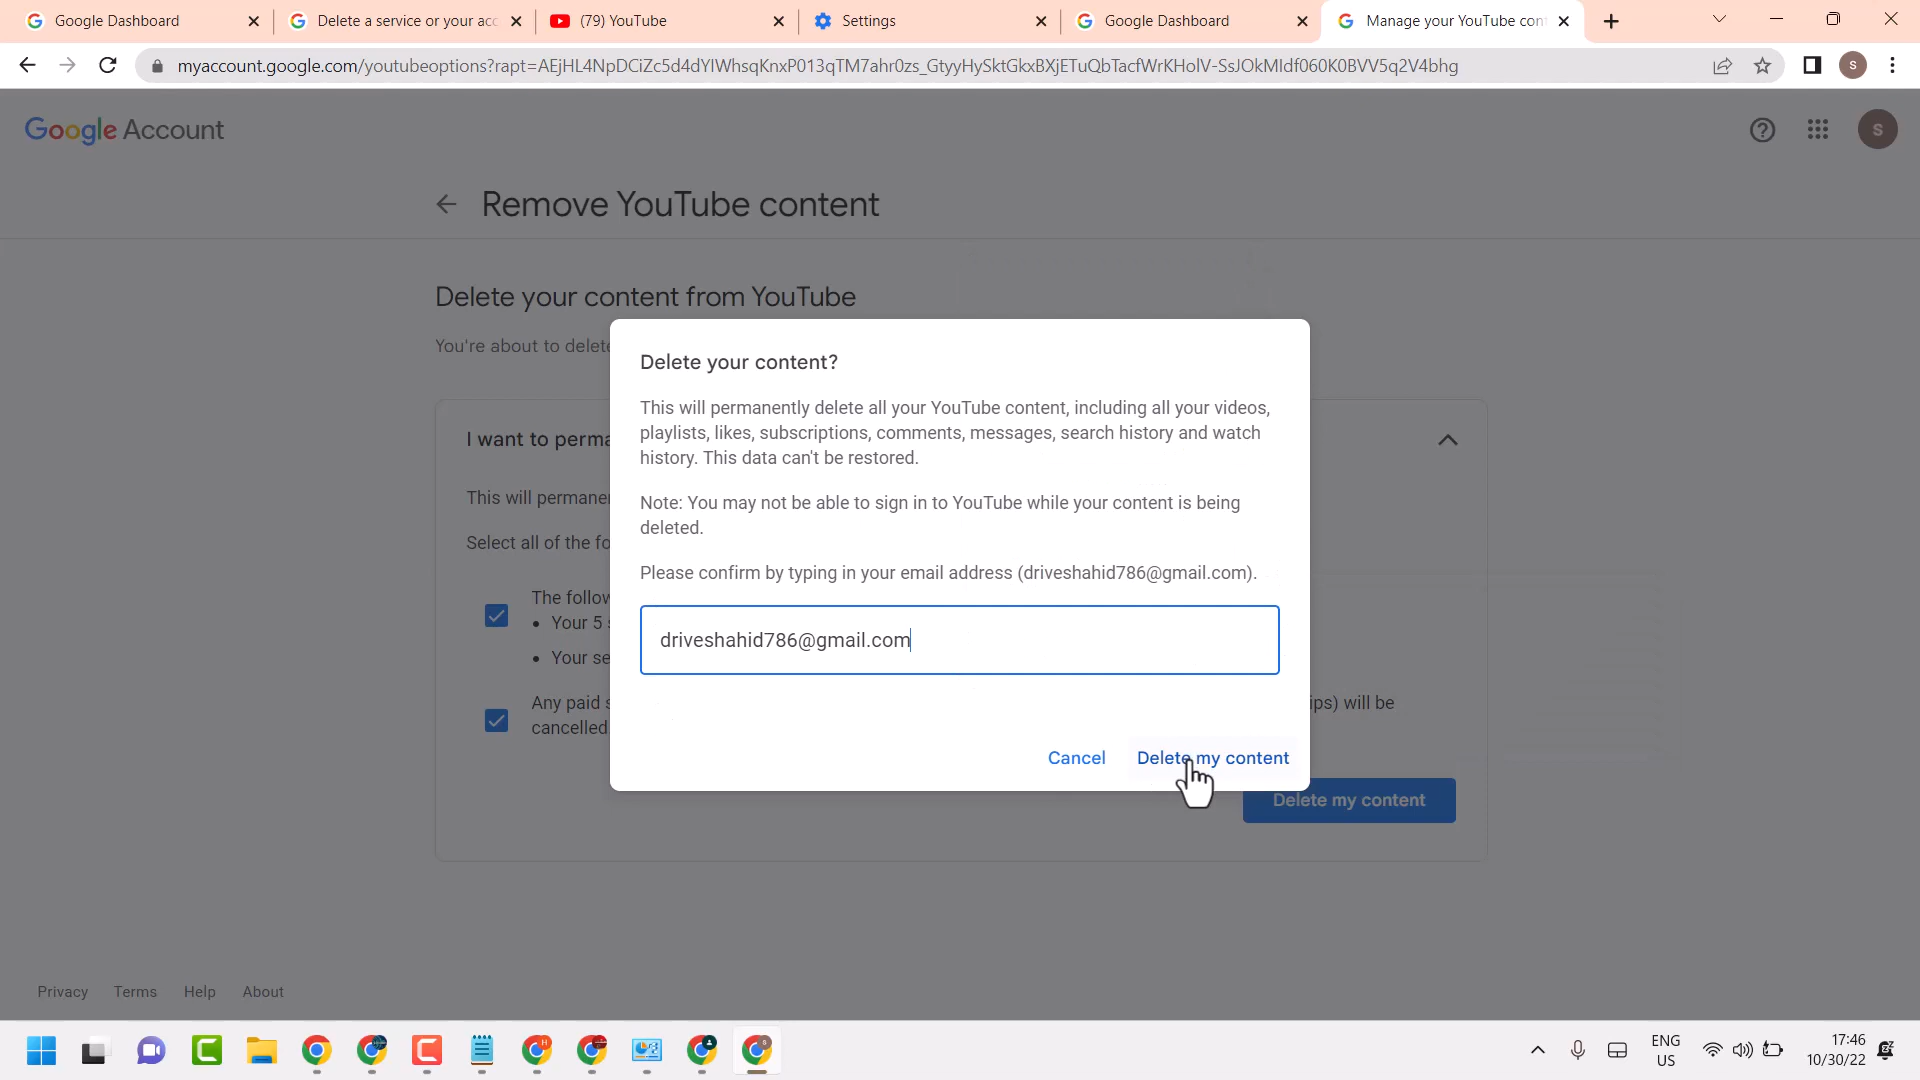 Google Dashboard
Delete a service or your acc
(79) YouTube
Settings
Google Dashboard
Manage your YouTube con
myaccount.google.com/youtubeoptions?rapt=AEjHL4NpDCiZc5d4dYIWhsqKnxP013qTM7ahr0zs_GtyyHySktGkxBXjETuQbTacfWrKHolV-SsJOkMIdf060K0BVV5q2V4bhg
S
Google Account
S
Remove YouTube content
Delete your content from YouTube
You're about to delete
Delete your content?
This will permanently delete all your YouTube content, including all your videos,
playlists, likes, subscriptions, comments, messages, search history and watch
history. This data can't be restored.
Note: You may not be able to sign in to YouTube while your content is being
deleted.
Please confirm by typing in your email address (driveshahid786@gmail.com).
driveshahid786@gmail.com
Cancel
Delete my content
I want to perma
This will permane
Select all of the fo
The follow
• Your 5 s
• Your se
Any paid s
ips) will be
cancelled
Delete my content
Privacy
Terms
Help
About
ENG
US
17:46
10/30/22